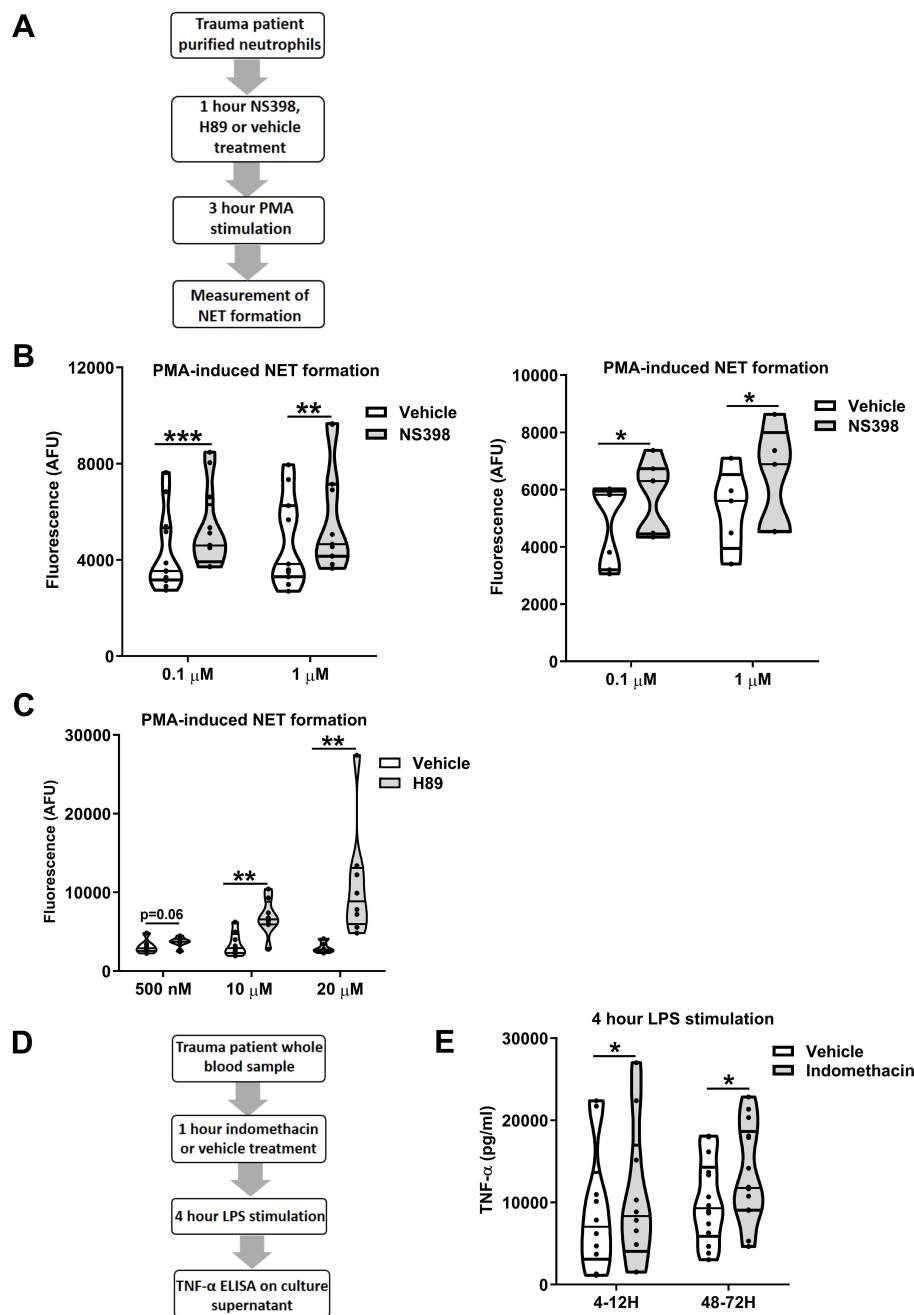 A
Trauma patient
purified neutrophils
1 hour NS398,
H89 or vehicle
treatment
3 hour PMA
stimulation
Measurement of
NET formation
B
PMA-induced NET formation
Fluorescence (AFU)
12000
8000
4000
0
***
**
Vehicle
NS398
0.1 μM
1 μM
PMA-induced NET formation
Fluorescence (AFU)
10000
8000
6000
4000
2000
0
*
*
Vehicle
NS398
0.1 μM
1 μM
C
PMA-induced NET formation
Fluorescence (AFU)
30000
20000
10000
0
p=0.06
**
**
Vehicle
H89
500 nM
10 μM
20 μM
D
Trauma patient whole
blood sample
1 hour indomethacin
or vehicle treatment
4 hour LPS stimulation
TNF-α ELISA on culture
supernatant
E
4 hour LPS stimulation
TNF-α (pg/ml)
30000
20000
10000
0
*
*
Vehicle
Indomethacin
4-12H
48-72H